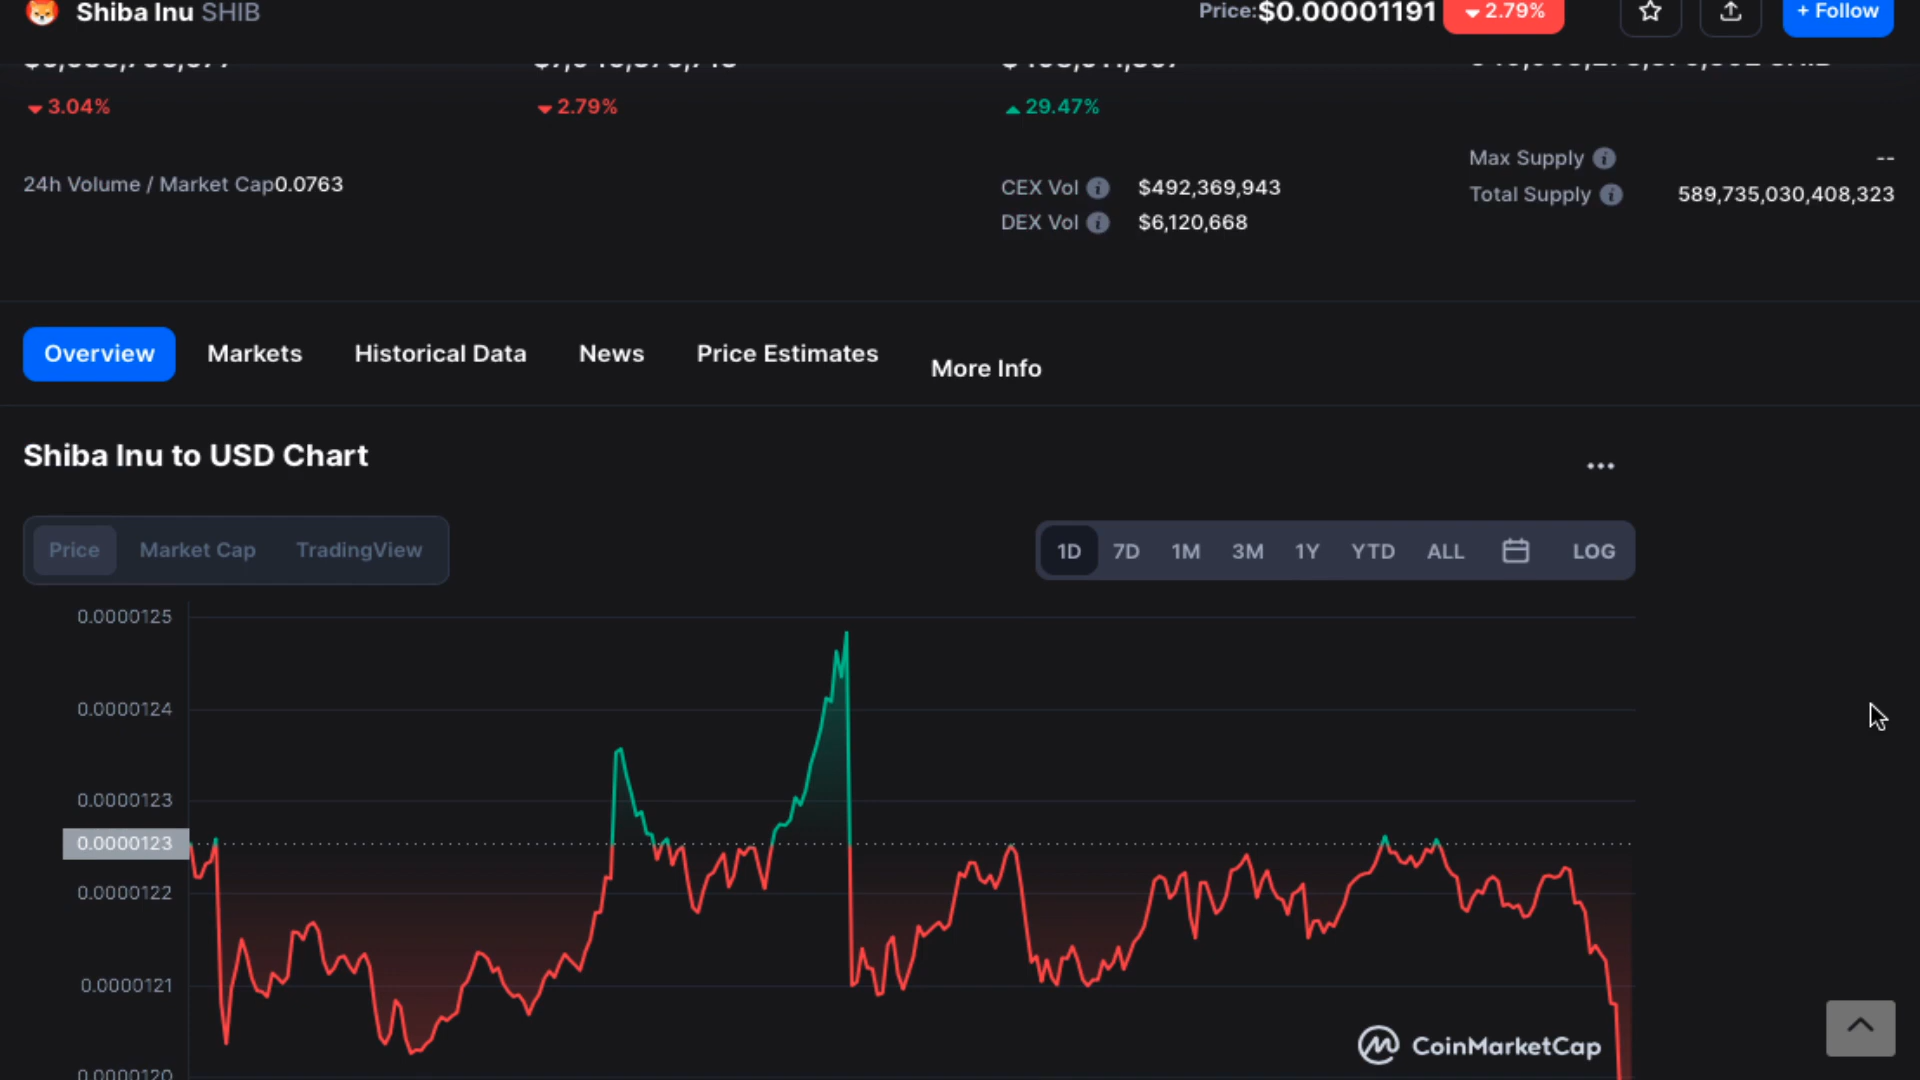 Shiba Inu SHIB
Price:$0.00001191 2.79%
+ Follow
3.04%
2.79%
29.47%
24h Volume / Market Cap0.0763
CEX Vol $492,369,943
DEX Vol $6,120,668
Max Supply --
Total Supply 589,735,030,408,323
Overview Markets Historical Data News Price Estimates More Info
Shiba Inu to USD Chart
Price Market Cap TradingView
1D 7D 1M 3M 1Y YTD ALL LOG
0.0000125
0.0000124
0.0000123
0.0000123
0.0000122
0.0000121
0.0000120
CoinMarketCap